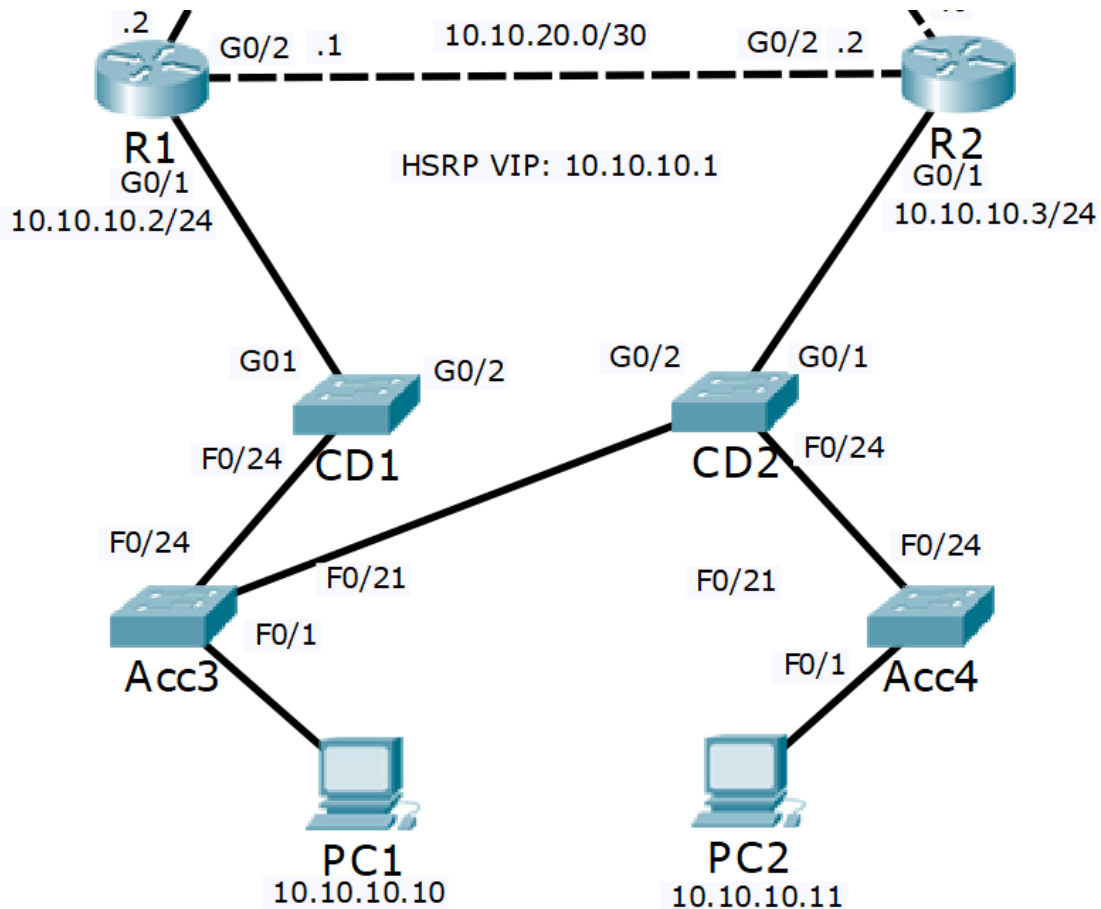 .2
G0/2 .1
10.10.20.0/30
G0/2 .2
R1
R2
HSRP VIP: 10.10.10.1
G0/1
10.10.10.2/24
G0/1
10.10.10.3/24
G01
G0/2
G0/2
G0/1
F0/24
CD1
CD2
F0/24
F0/24
F0/21
F0/21
F0/24
F0/1
F0/1
Acc3
Acc4
PC1
10.10.10.10
PC2
10.10.10.11